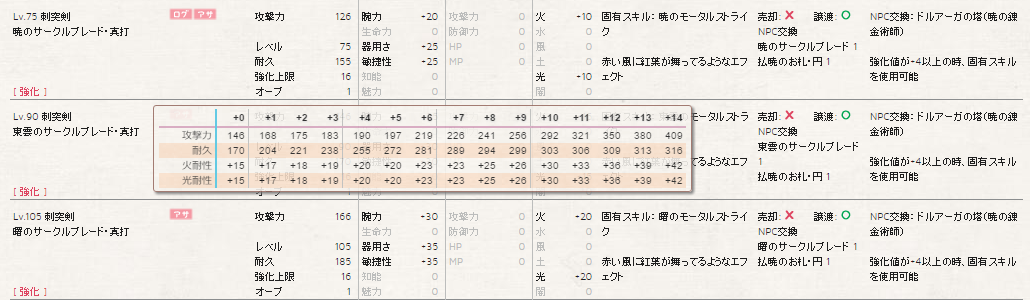 Lv.75 刺突剣 ログ アサ 攻撃力 126 腕力 +20 攻撃力 0 火 +10 固有スキル: 暁のモータルストライク 売却: × 譲渡: ○ NPC交換: ドルアーガの塔(暁の錬金術師)
暁のサークルブレード・真打 生命力 0 防御力 0 水 0 NPC交換
レベル 75 器用さ +25 HP 0 風 0 暁のサークルブレード 1
耐久 155 敏捷性 +25 MP 0 土 0 赤い風に紅葉が舞ってるようなエフェクト 払暁のお札・円 1 強化値が+4以上の時、固有スキルを使用可能
強化上限 16 知能 0 光 +10
[ 強化 ] オーブ 1 魅力 0 闇 0
Lv.90 刺突剣 モータルストライ 売却: × 譲渡: ○ NPC交換: ドルアーガの塔(暁の錬金術師)
東雲のサークルブレード・真打 NPC交換
東雲のサークルブレード 1
が舞ってるようなエフ 払暁のお札・円 1 強化値が+4以上の時、固有スキルを使用可能
[ 強化 ] オーブ 1 魅力 0 闇 0
+0 +1 +2 +3 +4 +5 +6 +7 +8 +9 +10 +11 +12 +13 +14
攻撃力 146 168 175 183 190 197 219 226 241 256 292 321 350 380 409
耐久 170 204 221 238 255 272 281 289 294 299 303 306 309 313 316
火耐性 +15 +17 +18 +19 +20 +20 +23 +23 +25 +26 +30 +33 +36 +39 +42
光耐性 +15 +17 +18 +19 +20 +20 +23 +23 +25 +26 +30 +33 +36 +39 +42
Lv.105 刺突剣 アサ 攻撃力 166 腕力 +30 攻撃力 0 火 +20 固有スキル: 曙のモータルストライク 売却: × 譲渡: ○ NPC交換: ドルアーガの塔(暁の錬金術師)
曙のサークルブレード・真打 生命力 0 防御力 0 水 0 NPC交換
レベル 105 器用さ +35 HP 0 風 0 曙のサークルブレード 1
耐久 185 敏捷性 +35 MP 0 土 0 赤い風に紅葉が舞ってるようなエフェクト 払暁のお札・円 1 強化値が+4以上の時、固有スキルを使用可能
強化上限 16 知能 0 光 +20
[ 強化 ] オーブ 1 魅力 0 闇 0